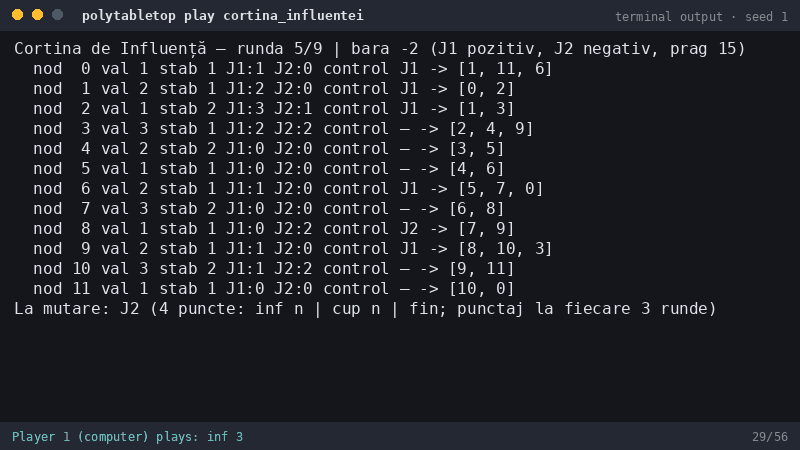 polytabletop play cortina_influentei
terminal output · seed 1
Cortina de Influență — runda 5/9 | bara -2 (J1 pozitiv, J2 negativ, prag 15)
nod  0 val 1 stab 1 J1:1 J2:0 control J1 -> [1, 11, 6]
nod  1 val 2 stab 1 J1:2 J2:0 control J1 -> [0, 2]
nod  2 val 1 stab 2 J1:3 J2:1 control J1 -> [1, 3]
nod  3 val 3 stab 1 J1:2 J2:2 control — -> [2, 4, 9]
nod  4 val 2 stab 2 J1:0 J2:0 control — -> [3, 5]
nod  5 val 1 stab 1 J1:0 J2:0 control — -> [4, 6]
nod  6 val 2 stab 1 J1:1 J2:0 control J1 -> [5, 7, 0]
nod  7 val 3 stab 2 J1:0 J2:0 control — -> [6, 8]
nod  8 val 1 stab 1 J1:0 J2:2 control J2 -> [7, 9]
nod  9 val 2 stab 1 J1:1 J2:0 control J1 -> [8, 10, 3]
nod 10 val 3 stab 2 J1:1 J2:2 control — -> [9, 11]
nod 11 val 1 stab 1 J1:0 J2:0 control — -> [10, 0]
La mutare: J2 (4 puncte: inf n | cup n | fin; punctaj la fiecare 3 runde)
Player 1 (computer) plays: inf 3
29/56